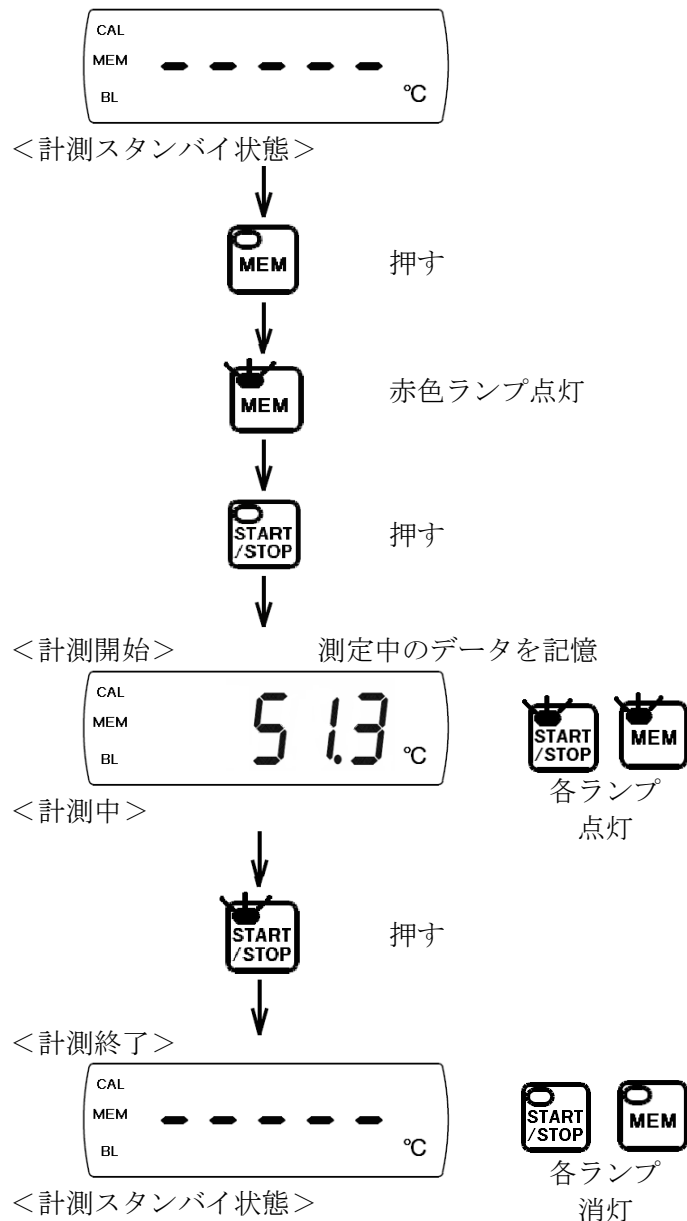 CAL
MEM
BL
- - - - -
℃
＜計測スタンバイ状態＞
MEM
押す
MEM
赤色ランプ点灯
START
/STOP
押す
＜計測開始＞ 測定中のデータを記憶
CAL
MEM
BL
51.3
℃
START
/STOP
MEM
各ランプ
点灯
＜計測中＞
START
/STOP
押す
＜計測終了＞
CAL
MEM
BL
- - - - -
℃
START
/STOP
MEM
各ランプ
消灯
＜計測スタンバイ状態＞